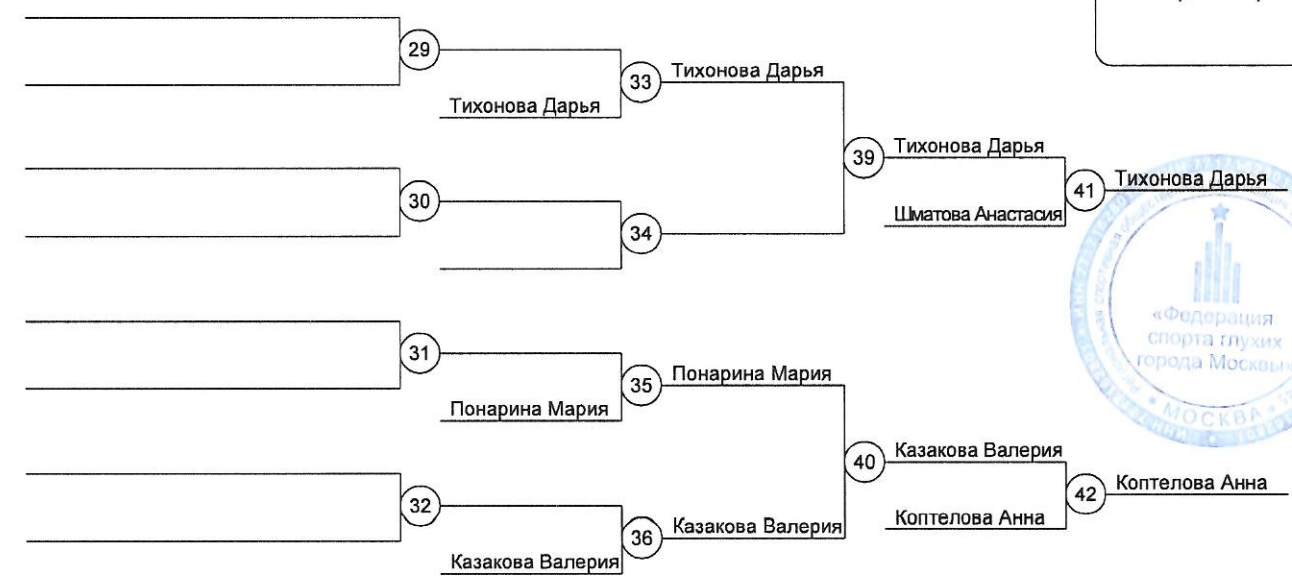 29
33
Тихонова Дарья
Тихонова Дарья
39
Тихонова Дарья
41
Тихонова Дарья
30
Шматова Анастасия
34
«Федерация
спорта глухих
города Москвы»
МОСКВА
31
35
Понарина Мария
Понарина Мария
40
Казакова Валерия
42
Коптелова Анна
32
Коптелова Анна
36
Казакова Валерия
Казакова Валерия